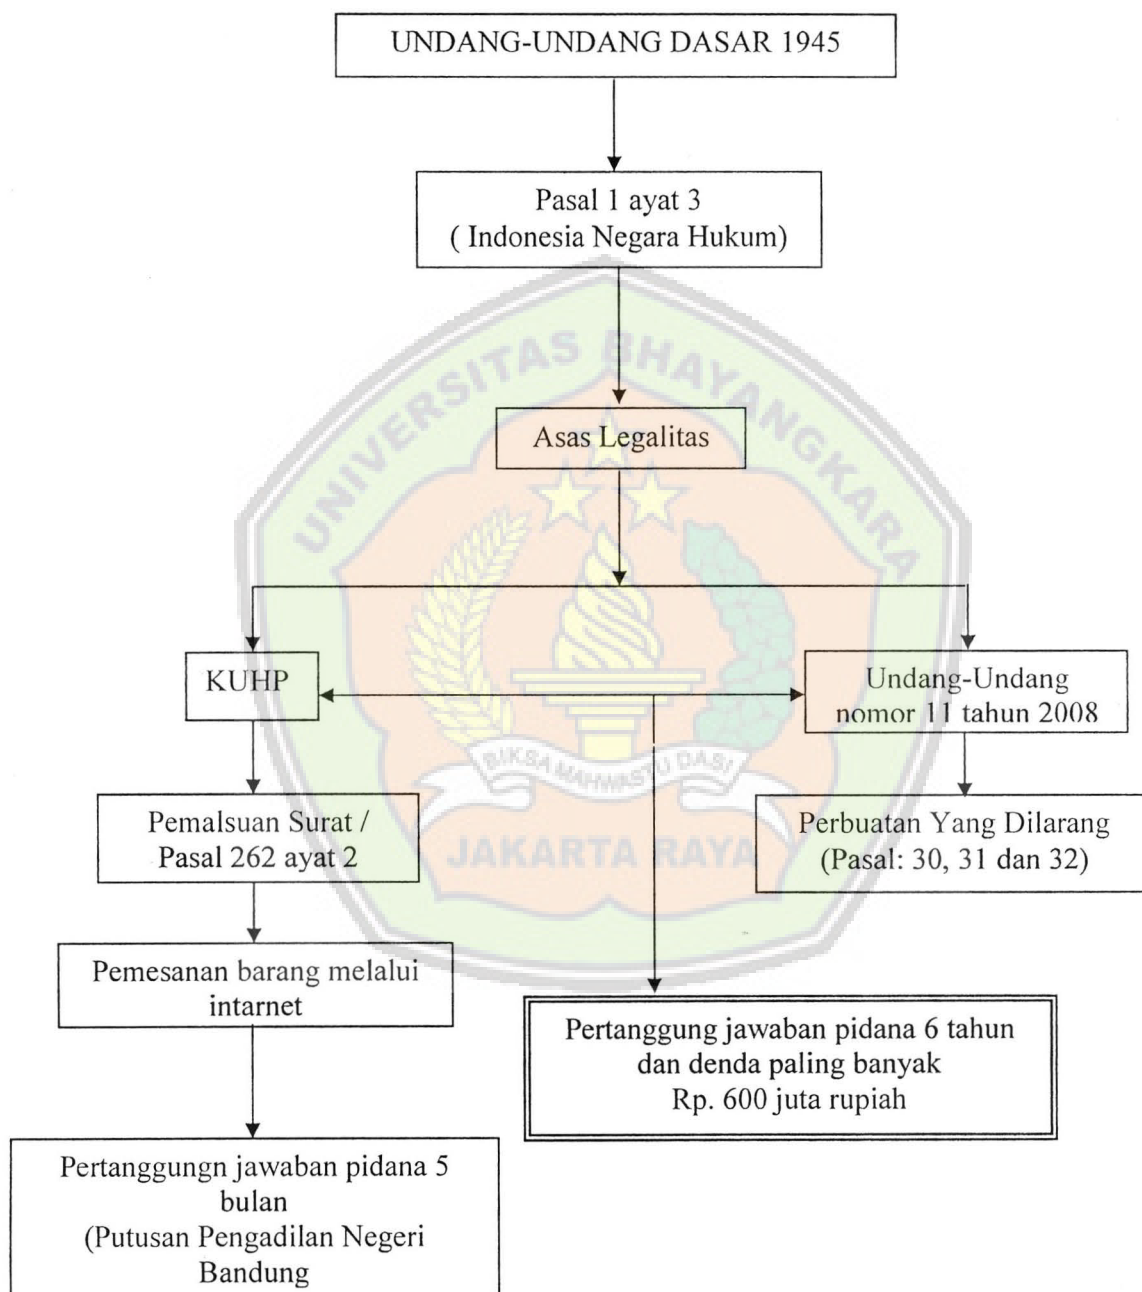 UNDANG-UNDANG DASAR 1945
Pasal 1 ayat 3
( Indonesia Negara Hukum)
UNIVERSITAS BHAYANGKARA
Asas Legalitas
KUHP
Undang-Undang
nomor 11 tahun 2008
BIKSA MAHWASTU DASI
Pemalsuan Surat /
Pasal 262 ayat 2
Perbuatan Yang Dilarang
(Pasal: 30, 31 dan 32)
JAKARTA RAYA
Pemesanan barang melalui
intarnet
Pertanggung jawaban pidana 6 tahun
dan denda paling banyak
Rp. 600 juta rupiah
Pertanggungn jawaban pidana 5
bulan
(Putusan Pengadilan Negeri
Bandung